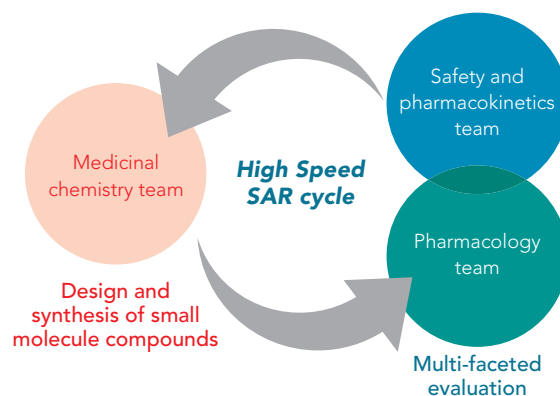 Safety and
pharmacokinetics
team
Medicinal
chemistry team
High Speed
SAR cycle
Pharmacology
team
Design and
synthesis of small
molecule compounds
Multi-faceted
evaluation